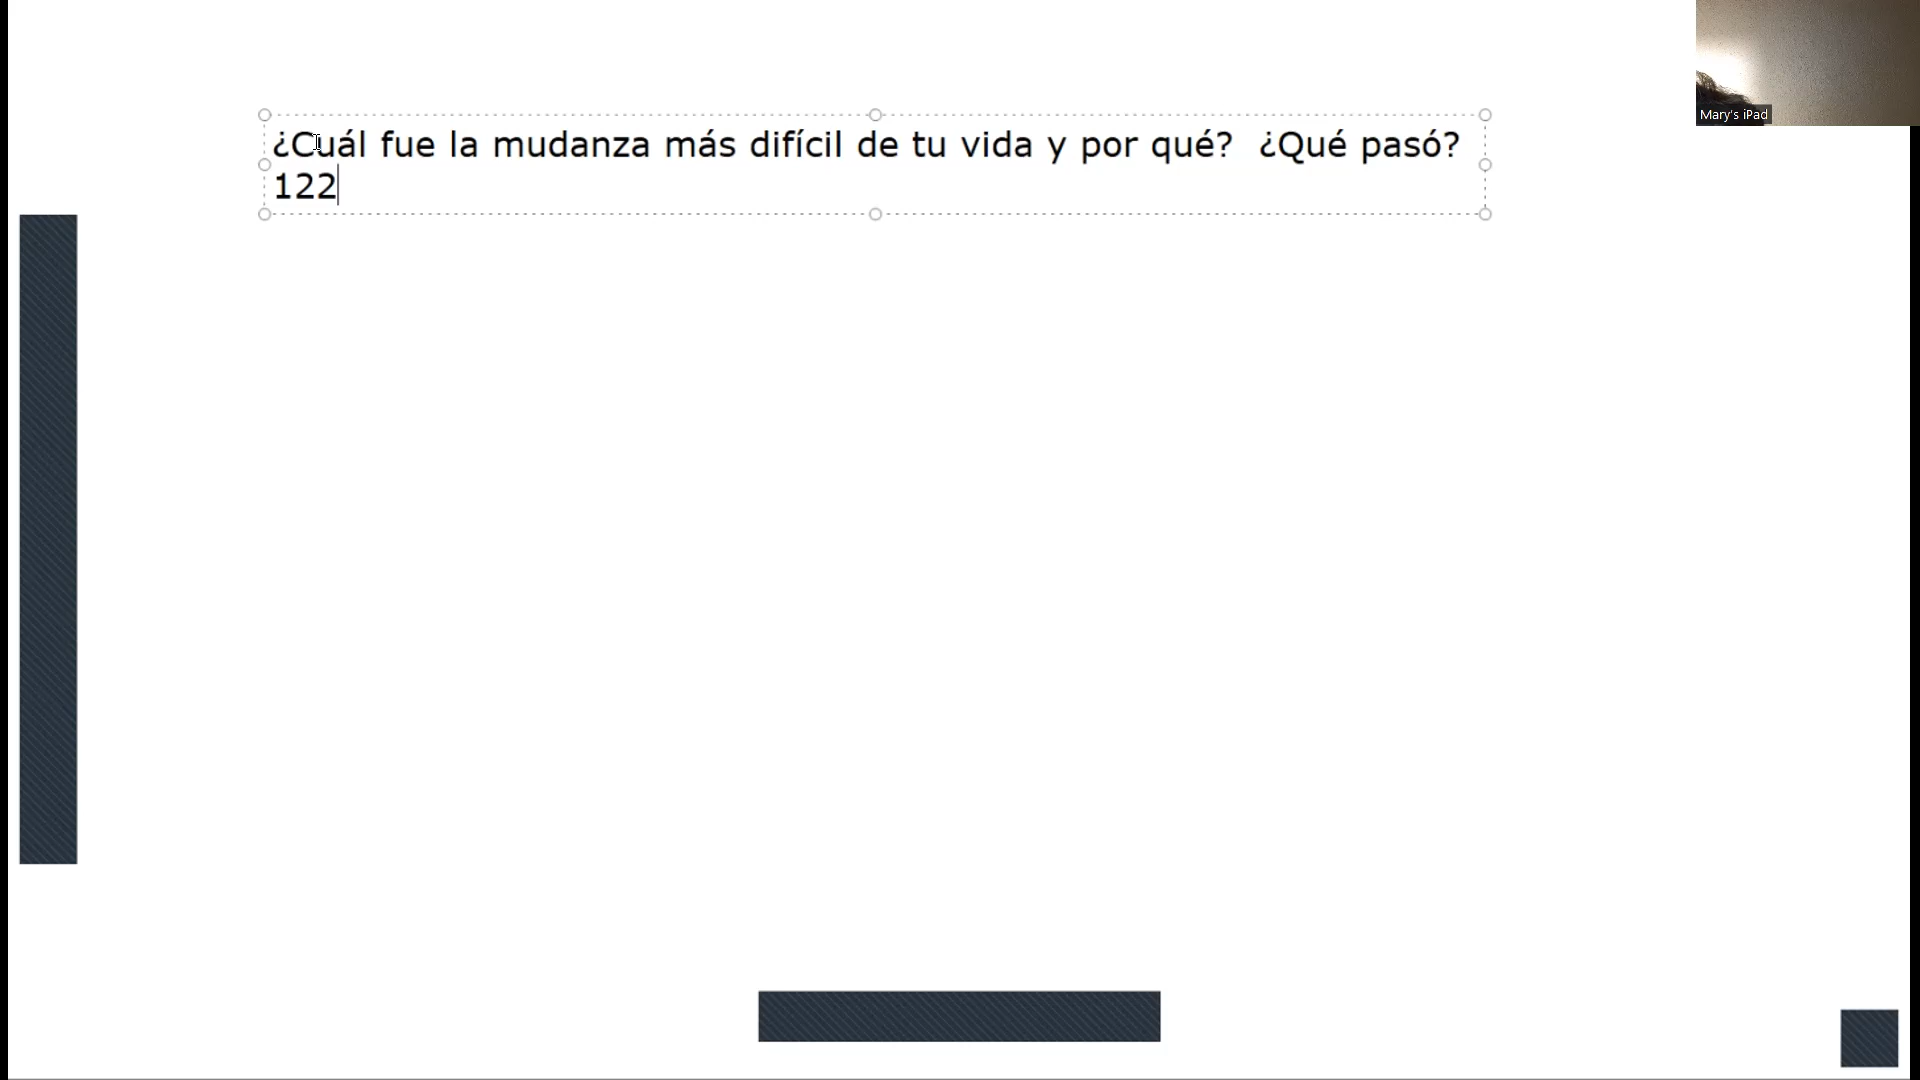 ¿Cuál fue la mudanza más difícil de tu vida y por qué?  ¿Qué pasó?
122
Mary's iPad